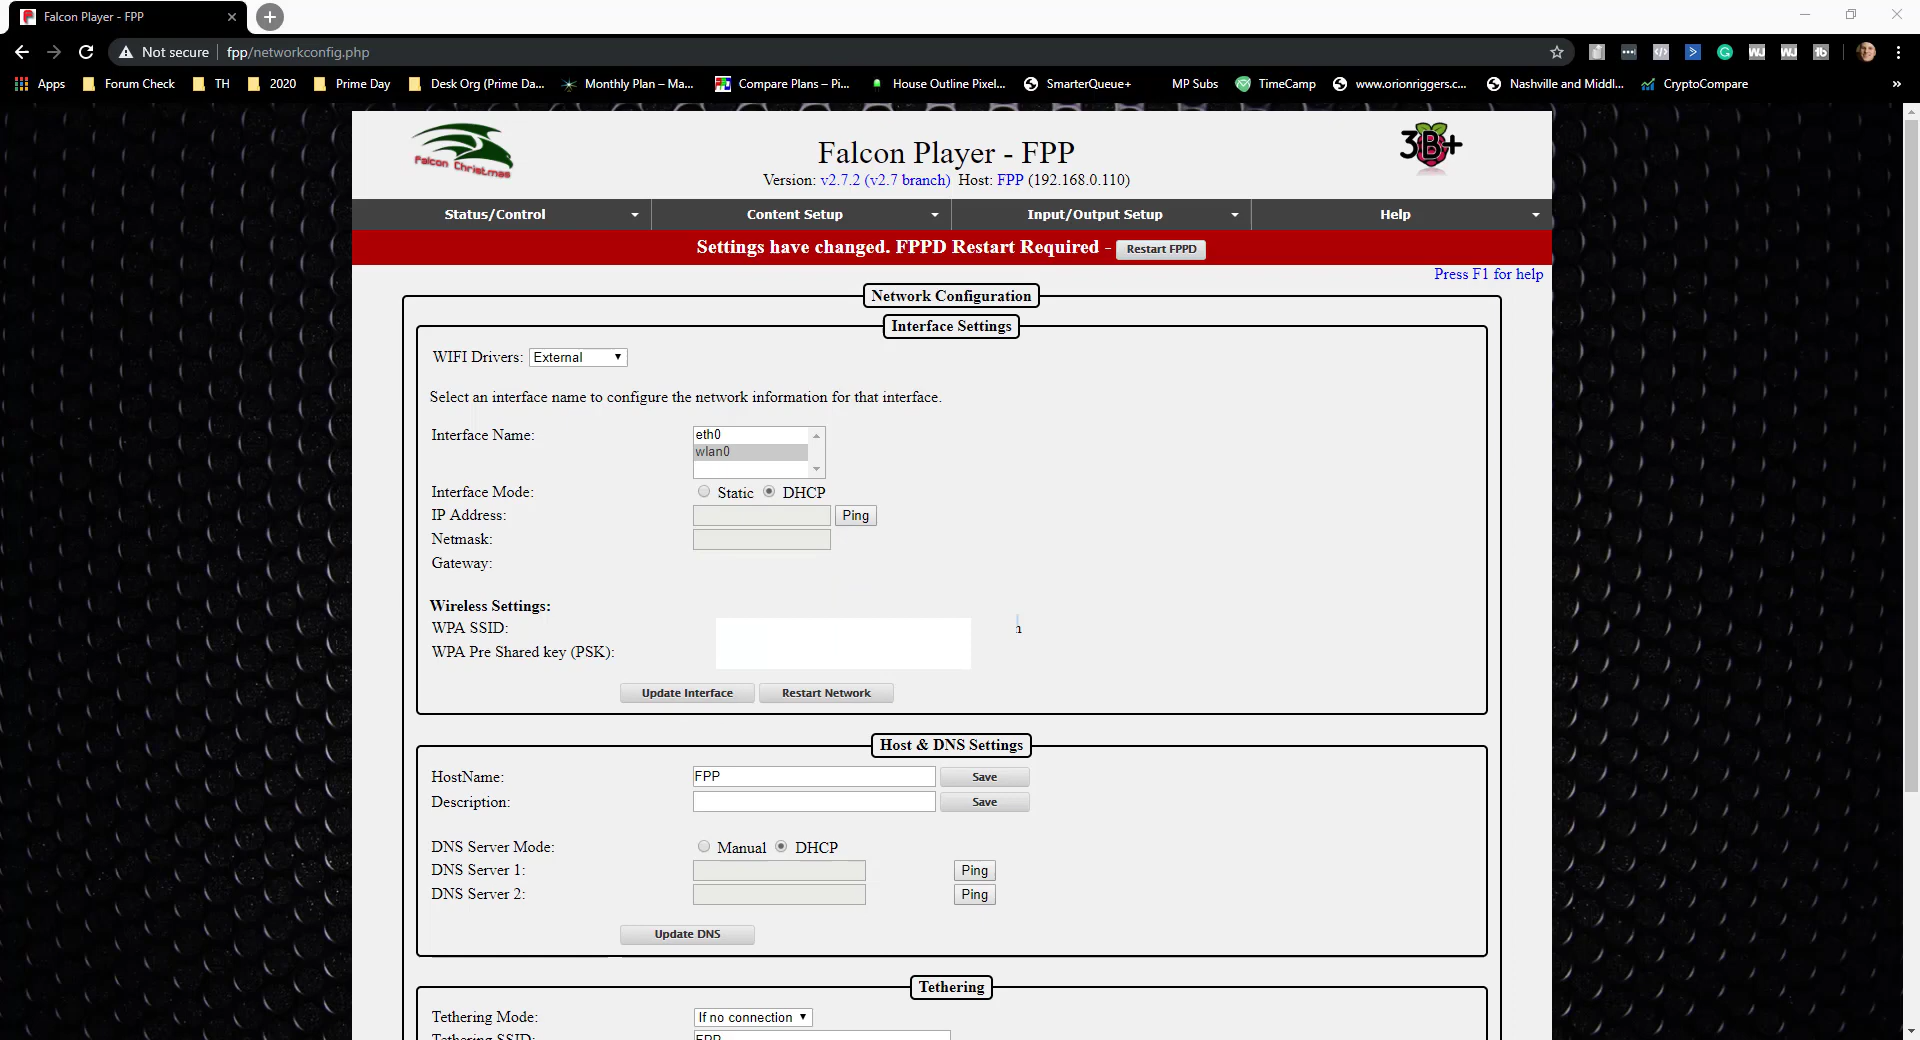 Falcon Player - FPP
Not secure fpp/networkconfig.php
Apps Forum Check TH 2020 Prime Day Desk Org (Prime Da... Monthly Plan – Ma... Compare Plans – Pi... House Outline Pixel... SmarterQueue+ MP Subs TimeCamp www.orionriggers.c... Nashville and Middl... CryptoCompare »
Falcon Christmas
Falcon Player - FPP
3B+
Version: v2.7.2 (v2.7 branch) Host: FPP (192.168.0.110)
Status/Control Content Setup Input/Output Setup Help
Settings have changed. FPPD Restart Required - Restart FPPD
Press F1 for help
Network Configuration
Interface Settings
WIFI Drivers: External
Select an interface name to configure the network information for that interface.
Interface Name: eth0
wlan0
Interface Mode: Static DHCP
IP Address: Ping
Netmask:
Gateway:
Wireless Settings:
WPA SSID:
WPA Pre Shared key (PSK):
Update Interface Restart Network
Host & DNS Settings
HostName: FPP Save
Description: Save
DNS Server Mode: Manual DHCP
DNS Server 1: Ping
DNS Server 2: Ping
Update DNS
Tethering
Tethering Mode: If no connection
Tethering SSID: FPP